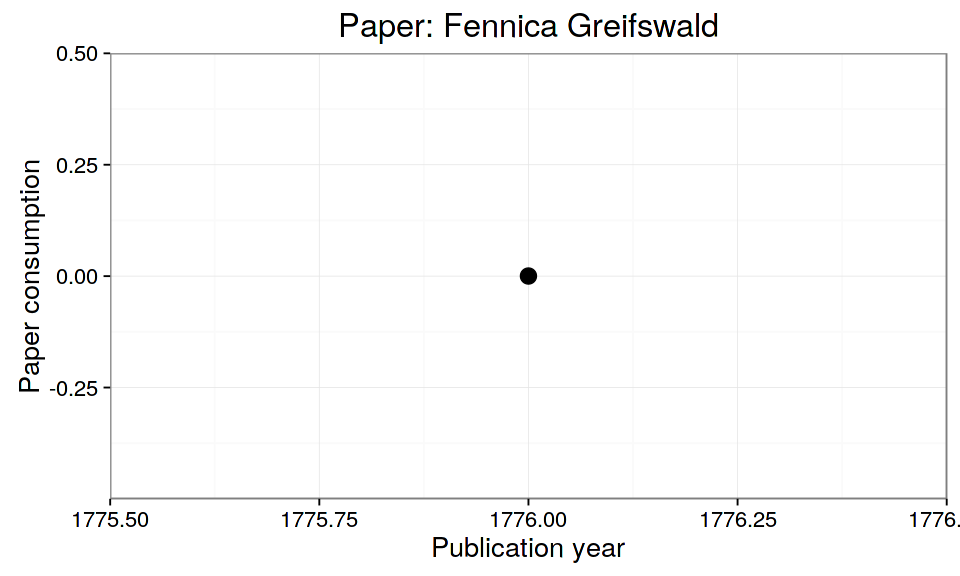 Paper: Fennica Greifswald
0.50
0.25
0.00
-0.25
Paper consumption
1775.50 1775.75 1776.00 1776.25 1776.
Publication year